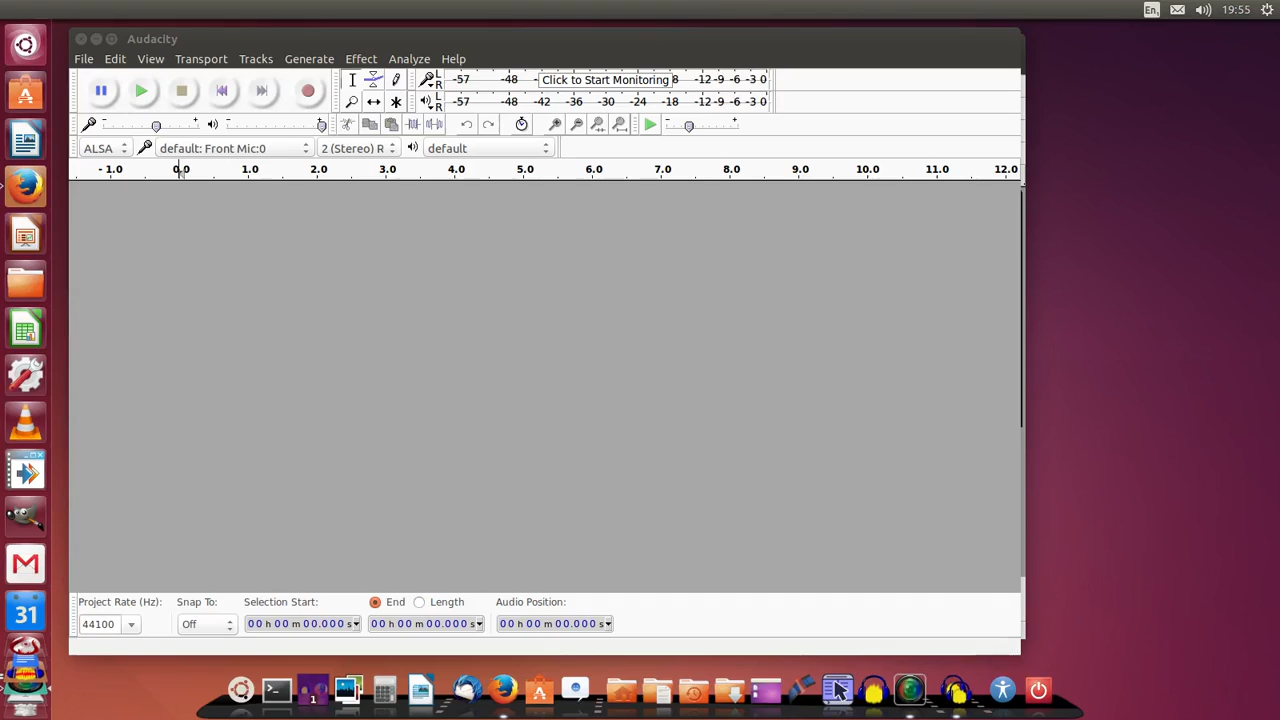 En 19:55
Audacity
File Edit View Transport Tracks Generate Effect Analyze Help
L R -57 -48 Click to Start Monitoring 8 -12 -9 -6 -3 0
L R -57 -48 -42 -36 -30 -24 -18 -12 -9 -6 -3 0
- + - +
- +
ALSA default: Front Mic:0 2 (Stereo) R default
- 1.0 0.0 1.0 2.0 3.0 4.0 5.0 6.0 7.0 8.0 9.0 10.0 11.0 12.0
Project Rate (Hz): Snap To: Selection Start: End Length Audio Position:
44100 Off 00 h 00 m 00.000 s 00 h 00 m 00.000 s 00 h 00 m 00.000 s
31
1